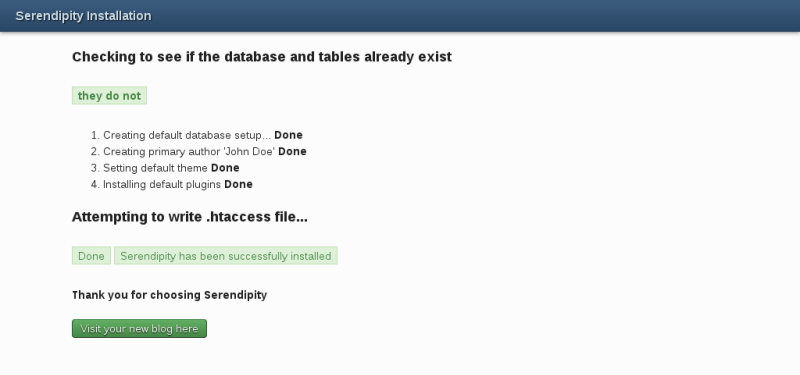 Serendipity Installation
Checking to see if the database and tables already exist
they do not
1. Creating default database setup... Done
2. Creating primary author 'John Doe' Done
3. Setting default theme Done
4. Installing default plugins Done
Attempting to write .htaccess file...
Done Serendipity has been successfully installed
Thank you for choosing Serendipity
Visit your new blog here